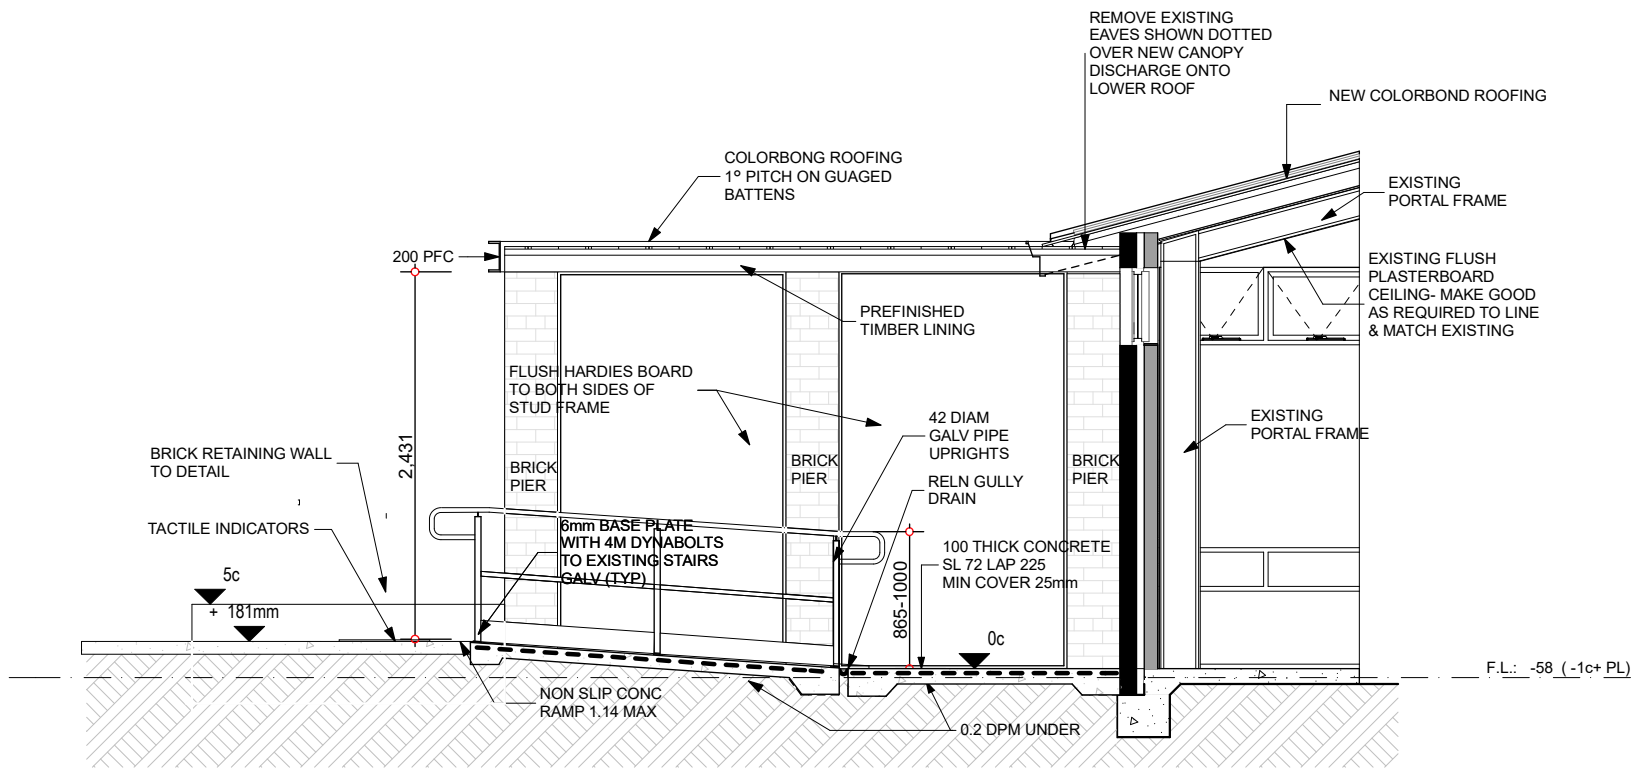 REMOVE EXISTING
EAVES SHOWN DOTTED
OVER NEW CANOPY
DISCHARGE ONTO
LOWER ROOF
NEW COLORBOND ROOFING
COLORBONG ROOFING
1º PITCH ON GUAGED
BATTENS
EXISTING
PORTAL FRAME
200 PFC
EXISTING FLUSH
PLASTERBOARD
CEILING- MAKE GOOD
AS REQUIRED TO LINE
& MATCH EXISTING
PREFINISHED
TIMBER LINING
FLUSH HARDIES BOARD
TO BOTH SIDES OF
STUD FRAME
42 DIAM
GALV PIPE
UPRIGHTS
EXISTING
PORTAL FRAME
2,431
BRICK RETAINING WALL
TO DETAIL
BRICK
PIER
BRICK
PIER
BRICK
PIER
RELN GULLY
DRAIN
TACTILE INDICATORS
6mm BASE PLATE
WITH 4M DYNABOLTS
TO EXISTING STAIRS
GALV (TYP)
100 THICK CONCRETE
SL 72 LAP 225
MIN COVER 25mm
865-1000
5c
+ 181mm
0c
F.L.: -58 ( -1c+ PL)
NON SLIP CONC
RAMP 1.14 MAX
0.2 DPM UNDER